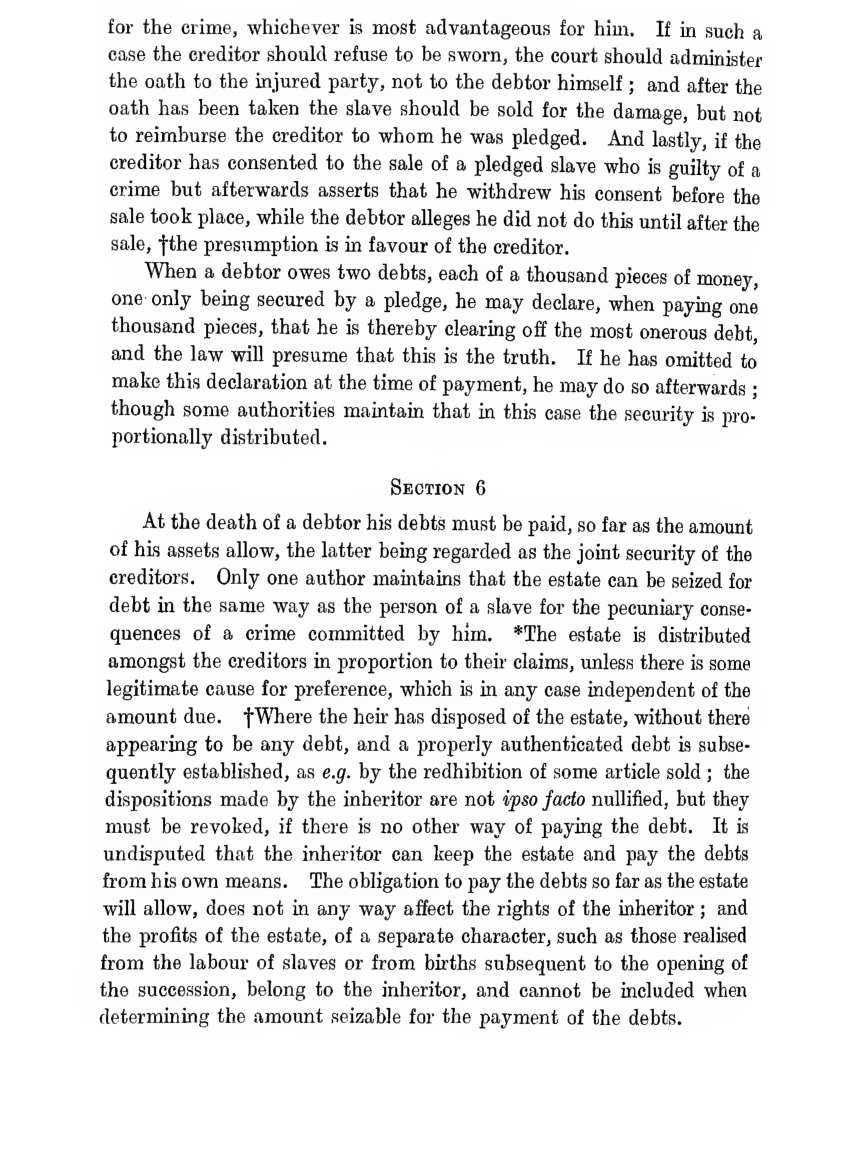 for the crime, whichever is most advantageous for him. If in such a
case the creditor should refuse to be sworn, the court should administer
the oath to the injured party, not to the debtor himself ; and after the
oath has been taken the slave should be sold for the damage, but not
to reimburse the creditor to whom he was pledged. And lastly, if the
creditor has consented to the sale of a pledged slave who is guilty of a
crime but afterwards asserts that he withdrew his consent before the
sale took place, while the debtor alleges he did not do this until after the
sale, †the presumption is in favour of the creditor.
When a debtor owes two debts, each of a thousand pieces of money,
one only being secured by a pledge, he may declare, when paying one
thousand pieces, that he is thereby clearing off the most onerous debt,
and the law will presume that this is the truth. If he has omitted to
make this declaration at the time of payment, he may do so afterwards ;
though some authorities maintain that in this case the security is pro-
portionally distributed.
SECTION 6
At the death of a debtor his debts must be paid, so far as the amount
of his assets allow, the latter being regarded as the joint security of the
creditors. Only one author maintains that the estate can be seized for
debt in the same way as the person of a slave for the pecuniary conse-
quences of a crime committed by him. *The estate is distributed
amongst the creditors in proportion to their claims, unless there is some
legitimate cause for preference, which is in any case independent of the
amount due. †Where the heir has disposed of the estate, without there
appearing to be any debt, and a properly authenticated debt is subse-
quently established, as e.g. by the redhibition of some article sold ; the
dispositions made by the inheritor are not ipso facto nullified, but they
must be revoked, if there is no other way of paying the debt. It is
undisputed that the inheritor can keep the estate and pay the debts
from his own means. The obligation to pay the debts so far as the estate
will allow, does not in any way affect the rights of the inheritor ; and
the profits of the estate, of a separate character, such as those realised
from the labour of slaves or from births subsequent to the opening of
the succession, belong to the inheritor, and cannot be included when
determining the amount seizable for the payment of the debts.